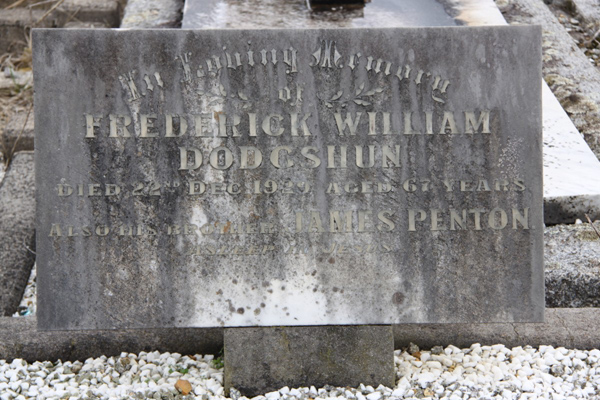 In Loving Memory
of
FREDERICK WILLIAM
DODGSHUN
DIED 22ND DEC 1929, AGED 67 YEARS
ALSO HIS BROTHER JAMES PENTON